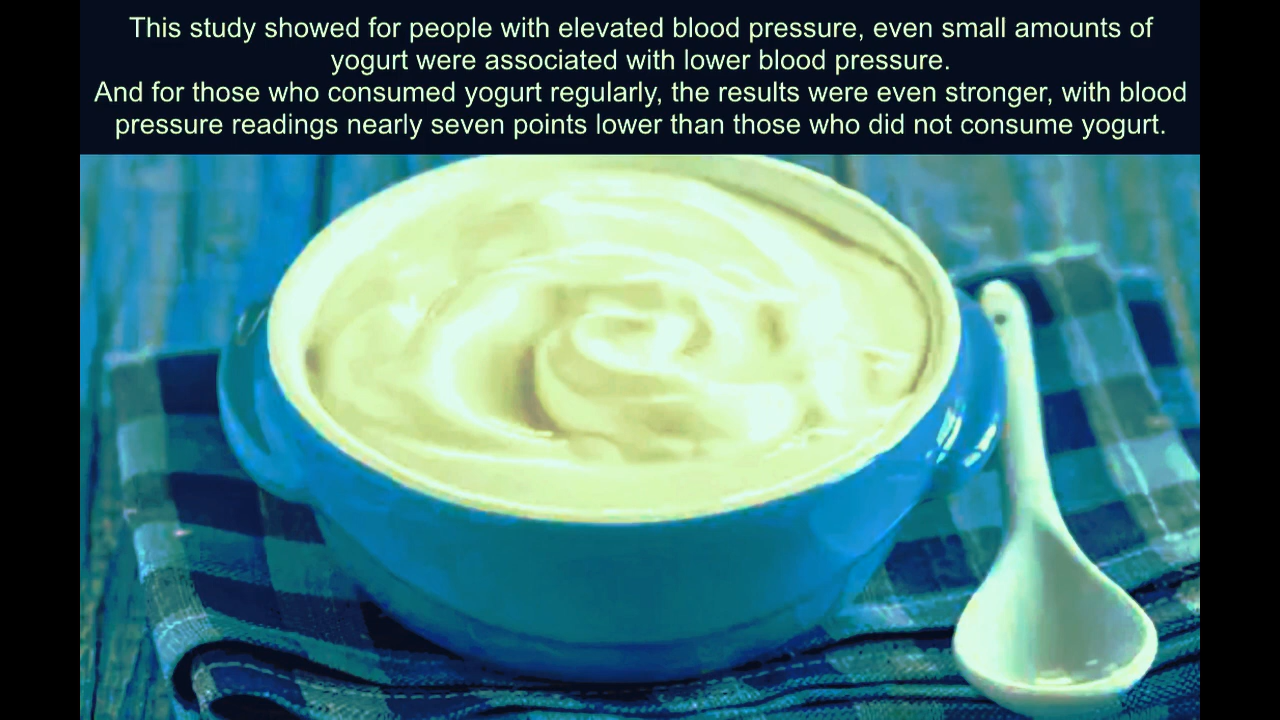 This study showed for people with elevated blood pressure, even small amounts of
yogurt were associated with lower blood pressure.
And for those who consumed yogurt regularly, the results were even stronger, with blood
pressure readings nearly seven points lower than those who did not consume yogurt.